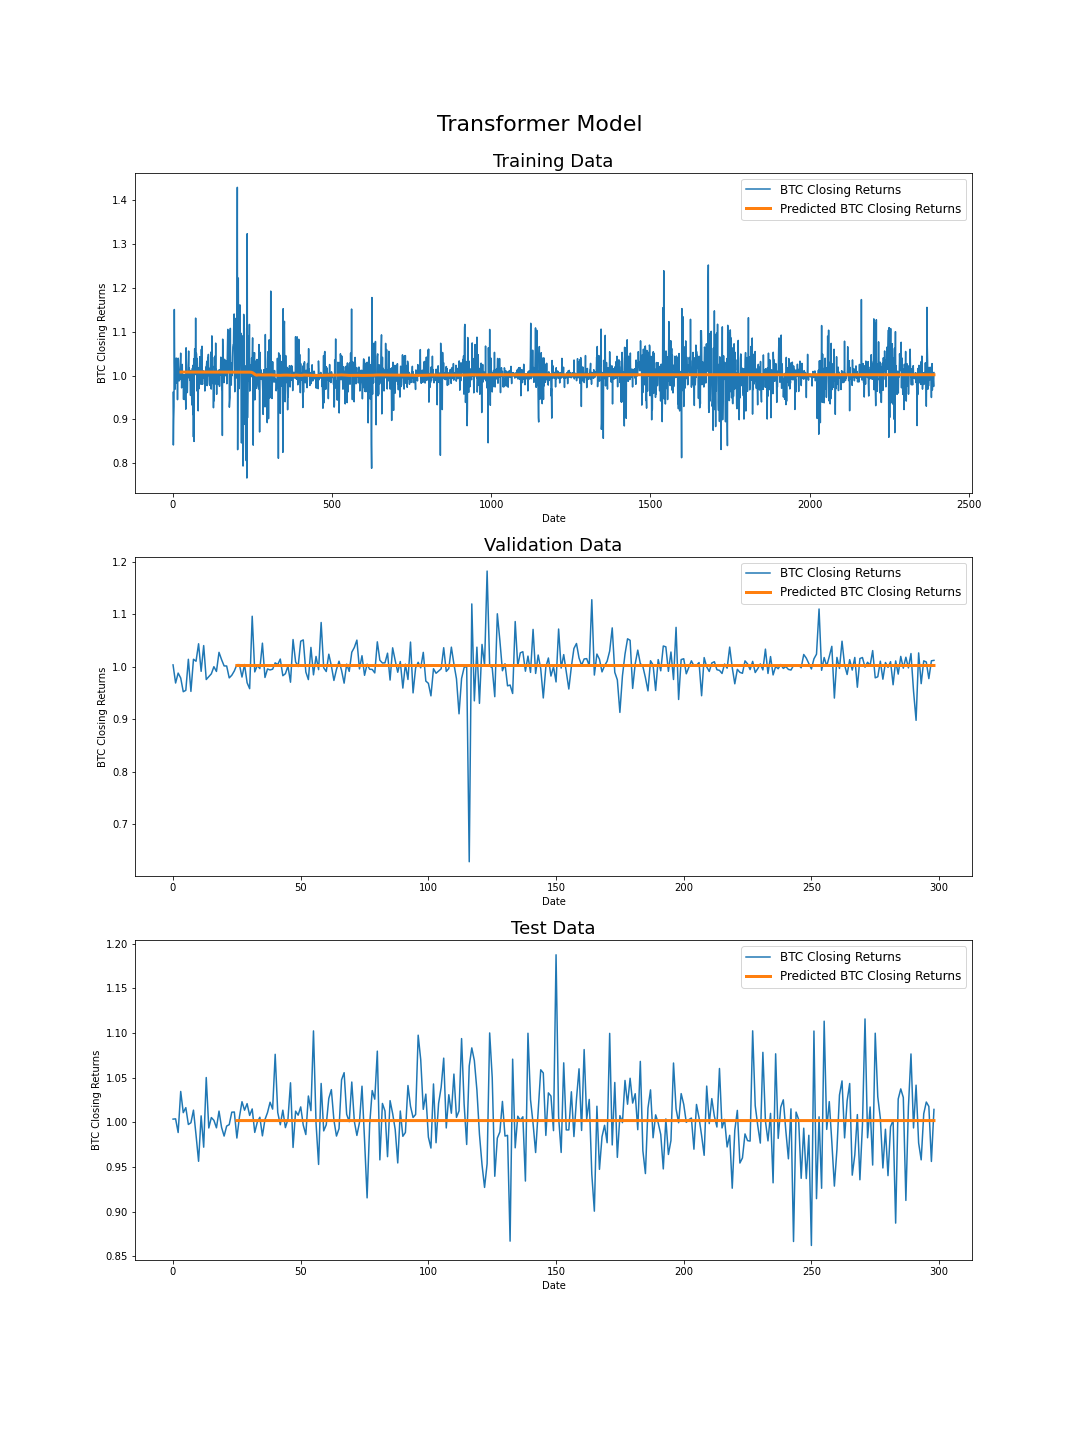 Transformer Model
Training Data
BTC Closing Returns
Predicted BTC Closing Returns
BTC Closing Returns
1.4
1.3
1.2
1.1
1.0
0.9
0.8
0 500 1000 1500 2000 2500
Date
Validation Data
BTC Closing Returns
Predicted BTC Closing Returns
BTC Closing Returns
1.2
1.1
1.0
0.9
0.8
0.7
0 50 100 150 200 250 300
Date
Test Data
BTC Closing Returns
Predicted BTC Closing Returns
BTC Closing Returns
1.20
1.15
1.10
1.05
1.00
0.95
0.90
0.85
0 50 100 150 200 250 300
Date